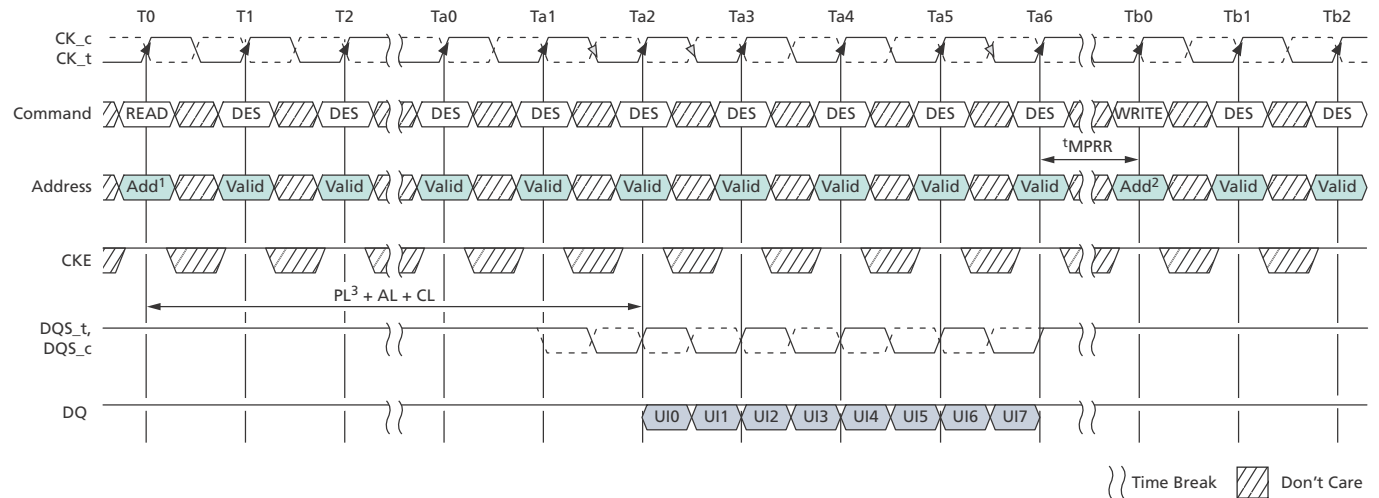 T0 T1 T2 Ta0 Ta1 Ta2 Ta3 Ta4 Ta5 Ta6 Tb0 Tb1 Tb2
CK_c
CK_t
Command READ DES DES DES DES DES DES DES DES DES WRITE DES DES
tMPRR
Address Add1 Valid Valid Valid Valid Valid Valid Valid Valid Valid Add2 Valid Valid
CKE
PL3 + AL + CL
DQS_t,
DQS_c
DQ UI0 UI1 UI2 UI3 UI4 UI5 UI6 UI7
Time Break Don't Care